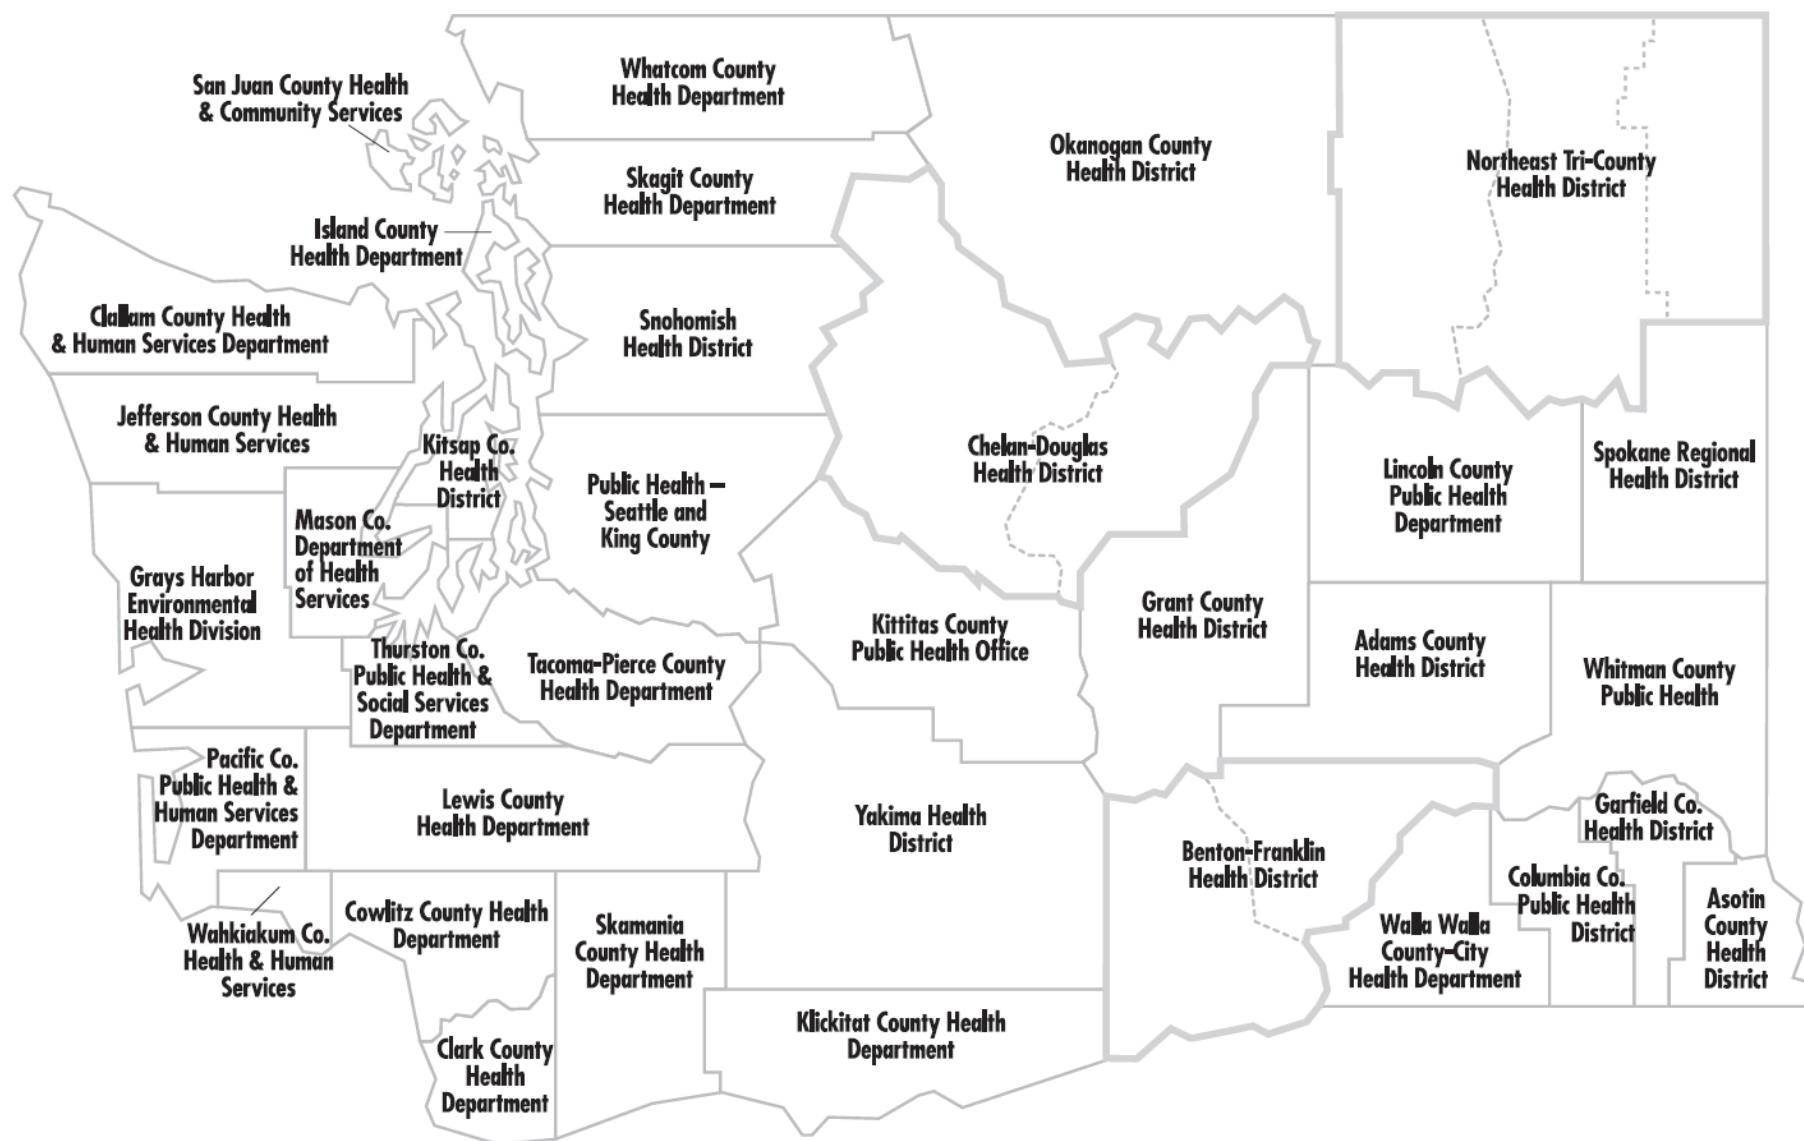 San Juan County Health
& Community Services
Whatcom County
Health Department
Okanogan County
Health District
Northeast Tri-County
Health District
Skagit County
Health Department
Island County
Health Department
Clallam County Health
& Human Services Department
Snohomish
Health District
Jefferson County Health
& Human Services
Kitsap Co.
Health
District
Chelan-Douglas
Health District
Lincoln County
Public Health
Department
Spokane Regional
Health District
Public Health –
Seattle and
King County
Mason Co.
Department
of Health
Services
Grays Harbor
Environmental
Health Division
Kittitas County
Public Health Office
Grant County
Health District
Adams County
Health District
Whitman County
Public Health
Thurston Co.
Public Health &
Social Services
Department
Tacoma-Pierce County
Health Department
Pacific Co.
Public Health &
Human Services
Department
Lewis County
Health Department
Yakima Health
District
Benton-Franklin
Health District
Garfield Co.
Health District
Columbia Co.
Public Health
District
Asotin
County
Health
District
Wahkiakum Co.
Health & Human
Services
Cowlitz County Health
Department
Skamania
County Health
Department
Walla Walla
County-City
Health Department
Klickitat County Health
Department
Clark County
Health
Department